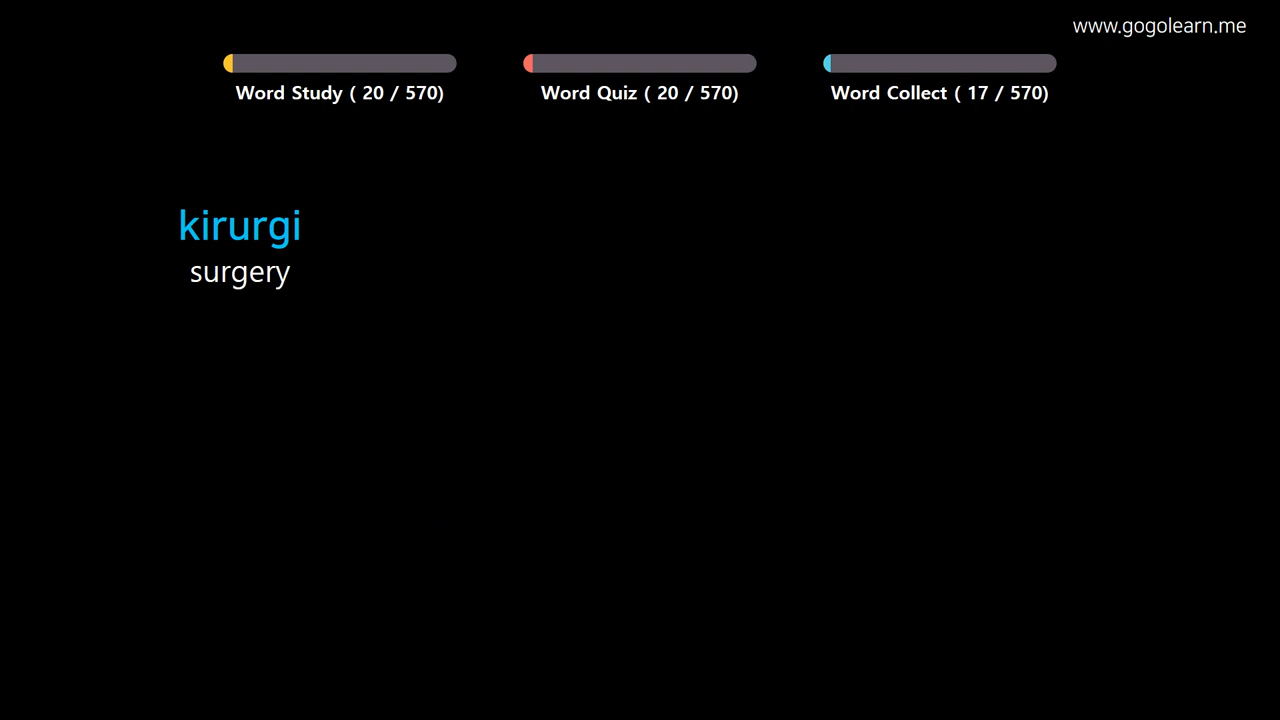 www.gogolearn.me
Word Study ( 20 / 570)
Word Quiz ( 20 / 570)
Word Collect ( 17 / 570)
kirurgi
surgery